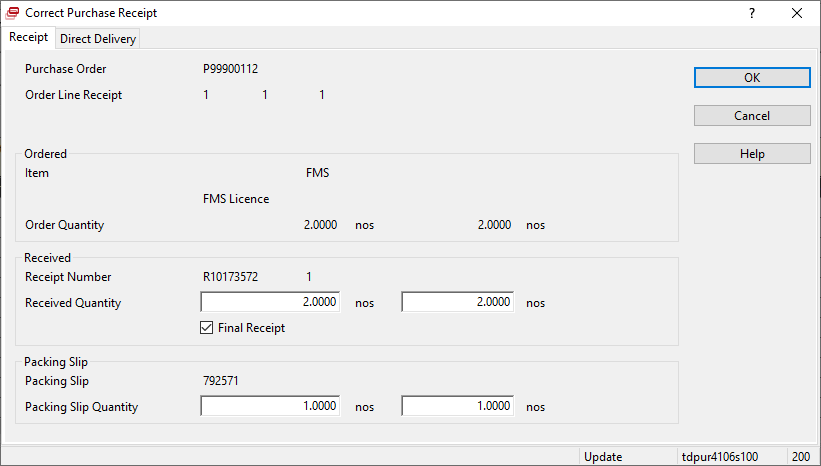 Correct Purchase Receipt ?
Receipt Direct Delivery
Purchase Order P99900112
OK
Order Line Receipt 1 1 1
Cancel
Help
Ordered
Item FMS
FMS Licence
Order Quantity 2.0000 nos 2.0000 nos
Received
Receipt Number R10173572 1
Received Quantity 2.0000 nos 2.0000 nos
Final Receipt
Packing Slip
Packing Slip 792571
Packing Slip Quantity 1.0000 nos 1.0000 nos
Update tdpur4106s100 200